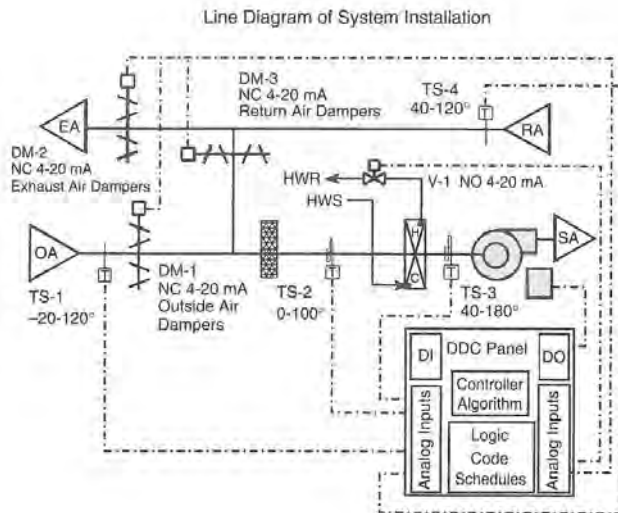 Line Diagram of System Installation
DM-3
NC 4-20 mA
Return Air Dampers
TS-4
40-120°
EA
RA
DM-2
NC 4-20 mA
Exhaust Air Dampers
HWR
V-1 NO 4-20 mA
HWS
H
C
OA
SA
TS-1
–20-120°
DM-1
NC 4-20 mA
Outside Air
Dampers
TS-2
0-100°
TS-3
40-180°
T
T
T
T
DI
DDC Panel
DO
Controller
Algorithm
Analog Inputs
Logic
Code
Schedules
Analog Inputs